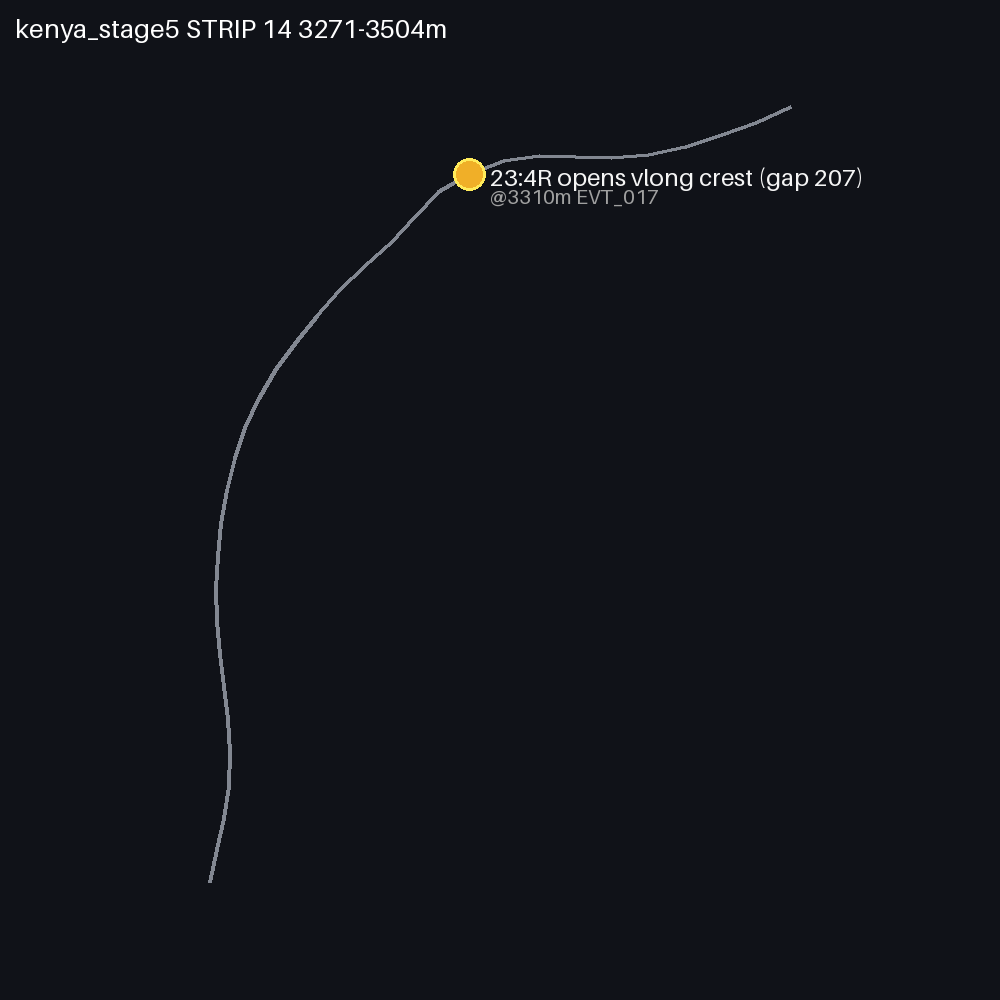 kenya_stage5 STRIP 14 3271-3504m
23:4R opens vlong crest (gap 207)
@3310m EVT_017